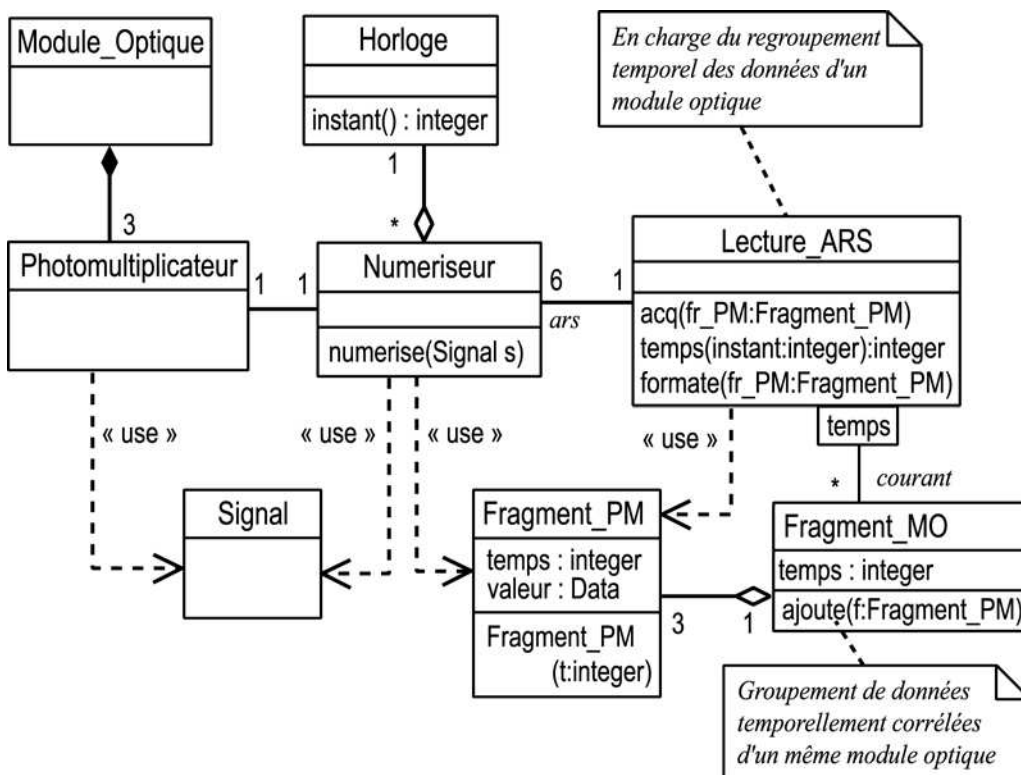 Module_Optique
Horloge
instant() : integer
En charge du regroupement
temporel des données d'un
module optique
1
*
3
Photomultiplicateur
1
1
Numeriseur
numerise(Signal s)
6
ars
1
Lecture_ARS
acq(fr_PM:Fragment_PM)
temps(instant:integer):integer
formate(fr_PM:Fragment_PM)
temps
« use »
« use »
« use »
« use »
*
courant
Signal
Fragment_PM
temps : integer
valeur : Data
Fragment_PM
(t:integer)
3
1
Fragment_MO
temps : integer
ajoute(f:Fragment_PM)
Groupement de données
temporellement corrélées
d'un même module optique